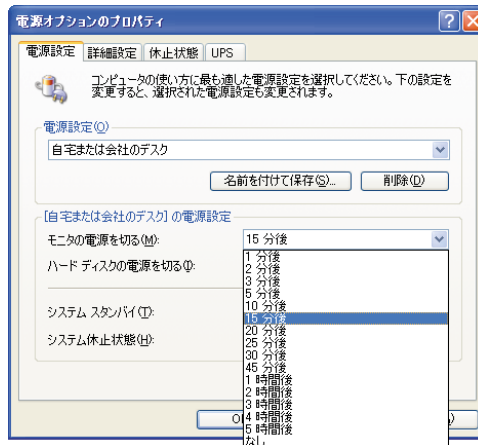 電源オプションのプロパティ
電源設定 詳細設定 休止状態 UPS
コンピュータの使い方に最も適した電源設定を選択してください。下の設定を
変更すると、選択された電源設定も変更されます。
電源設定(O)
自宅または会社のデスク
名前を付けて保存(S)... 削除(D)
[自宅または会社のデスク] の電源設定
モニタの電源を切る(M): 15 分後
ハード ディスクの電源を切る(I):
システム スタンバイ(T):
システム休止状態(H):
1 分後
2 分後
3 分後
5 分後
10 分後
15 分後
20 分後
25 分後
30 分後
45 分後
1 時間後
2 時間後
3 時間後
4 時間後
5 時間後
なし